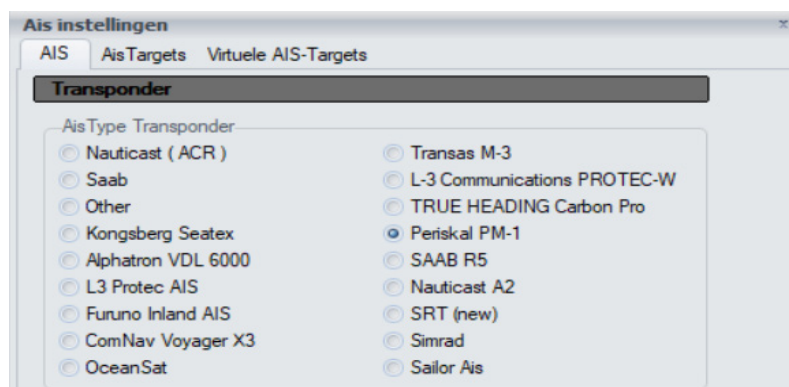 Ais instellingen
AIS AisTargets Virtuele AIS-Targets
Transponder
AisType Transponder
Nauticast ( ACR )
Saab
Other
Kongsberg Seatex
Alphatron VDL 6000
L3 Protec AIS
Furuno Inland AIS
ComNav Voyager X3
OceanSat
Transas M-3
L-3 Communications PROTEC-W
TRUE HEADING Carbon Pro
Periskal PM-1
SAAB R5
Nauticast A2
SRT (new)
Simrad
Sailor Ais